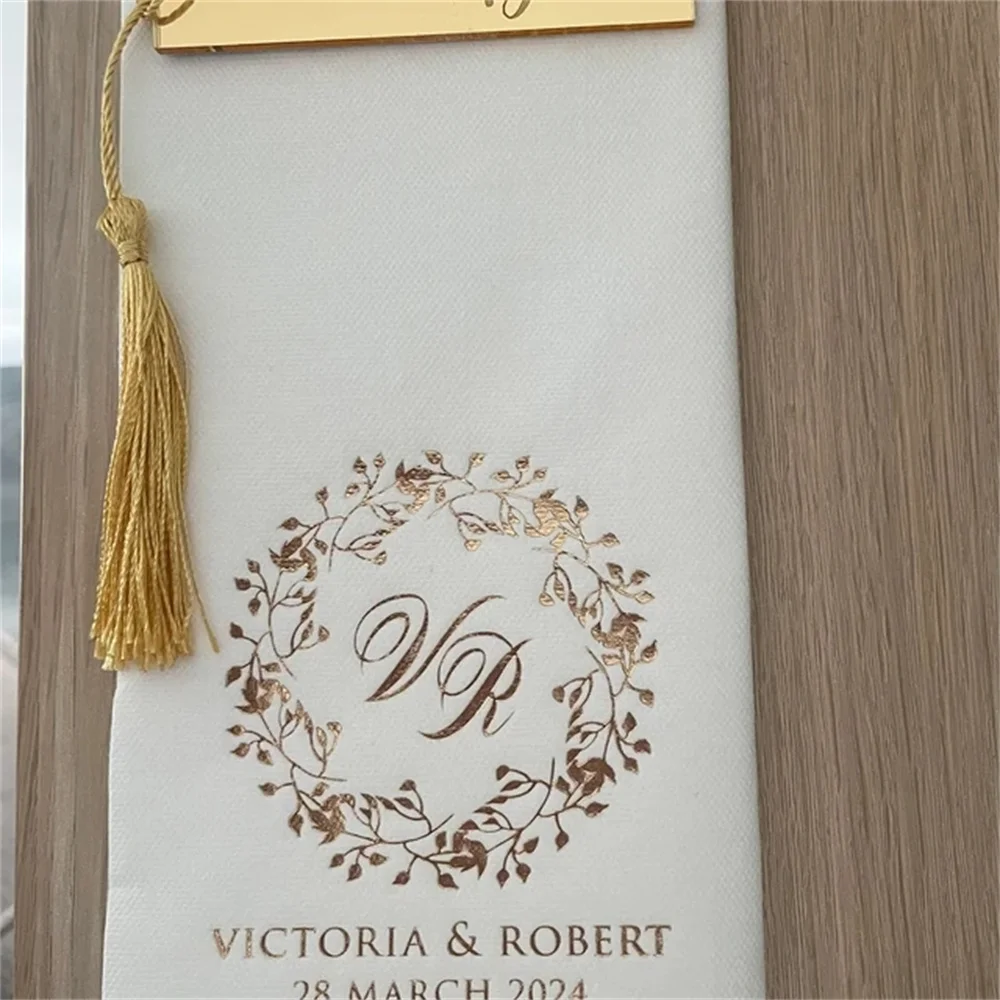 VR
VICTORIA & ROBERT
28 MARCH 2024